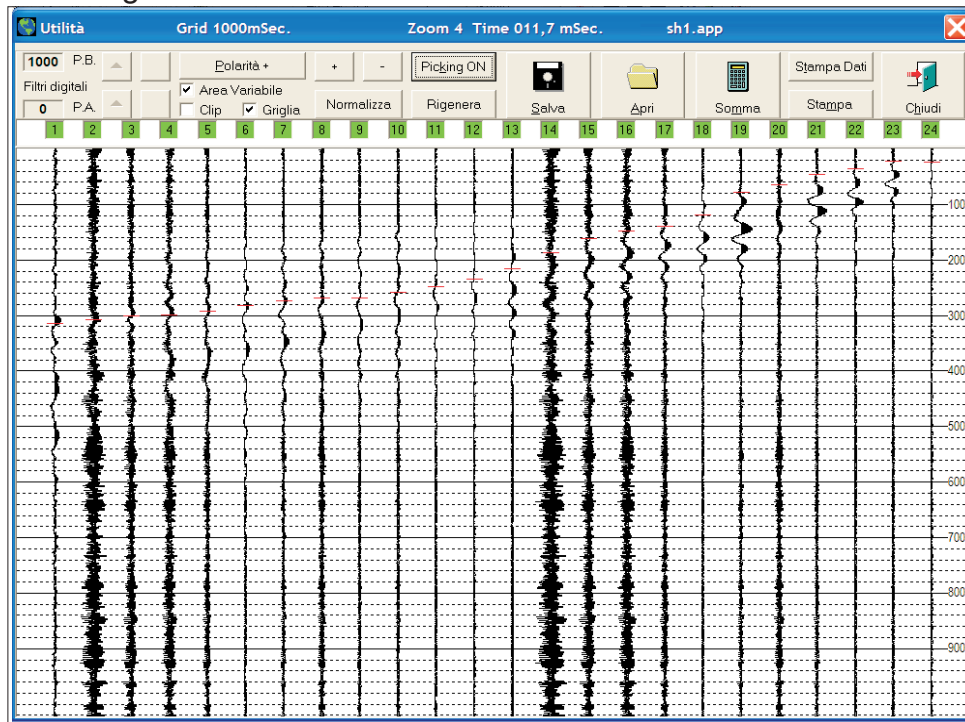 Utilità Grid 1000mSec. Zoom 4 Time 011,7 mSec. sh1.app
1000 P.B.
Filtri digitali
0 P.A.
Polarità +
Area Variabile
Clip Griglia
+ -
Normalizza
Picking ON
Rigenera
Salva
Apri
Somma
Stampa Dati
Stampa
Chiudi
1 2 3 4 5 6 7 8 9 10 11 12 13 14 15 16 17 18 19 20 21 22 23 24
100
200
300
400
500
600
700
800
900